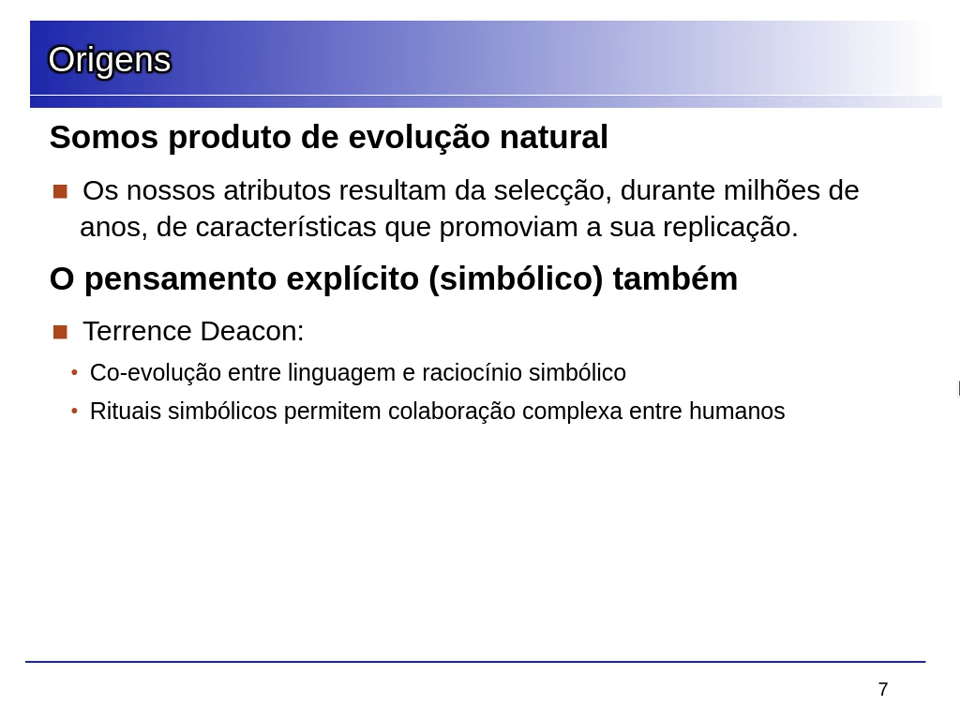 Origens
Somos produto de evolução natural
■ Os nossos atributos resultam da selecção, durante milhões de
anos, de características que promoviam a sua replicação.
O pensamento explícito (simbólico) também
■ Terrence Deacon:
• Co-evolução entre linguagem e raciocínio simbólico
• Rituais simbólicos permitem colaboração complexa entre humanos
7